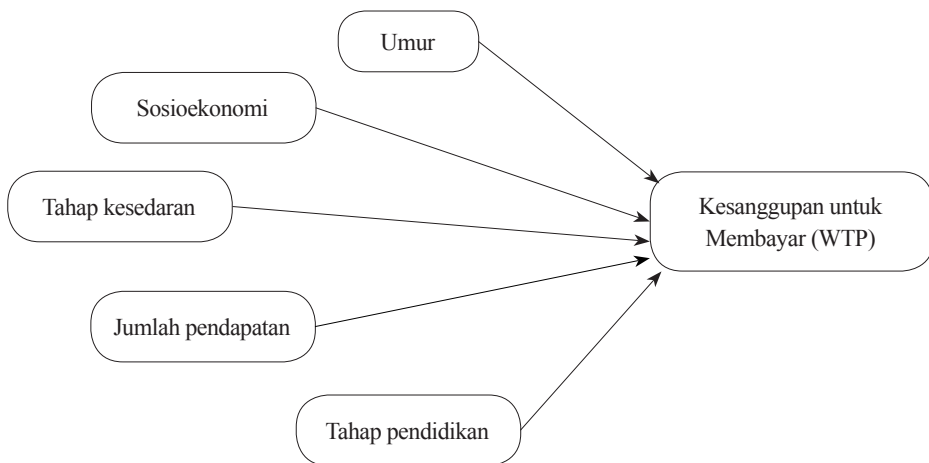 Umur
Sosioekonomi
Tahap kesedaran
Kesanggupan untuk
Membayar (WTP)
Jumlah pendapatan
Tahap pendidikan